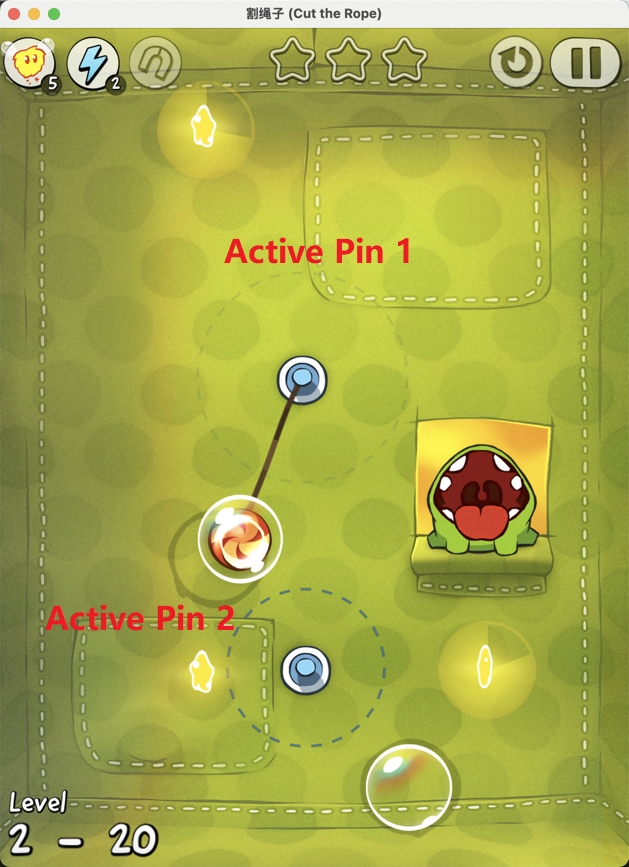 割绳子 (Cut the Rope)
5
2
Active Pin 1
Active Pin 2
Level
2 - 20